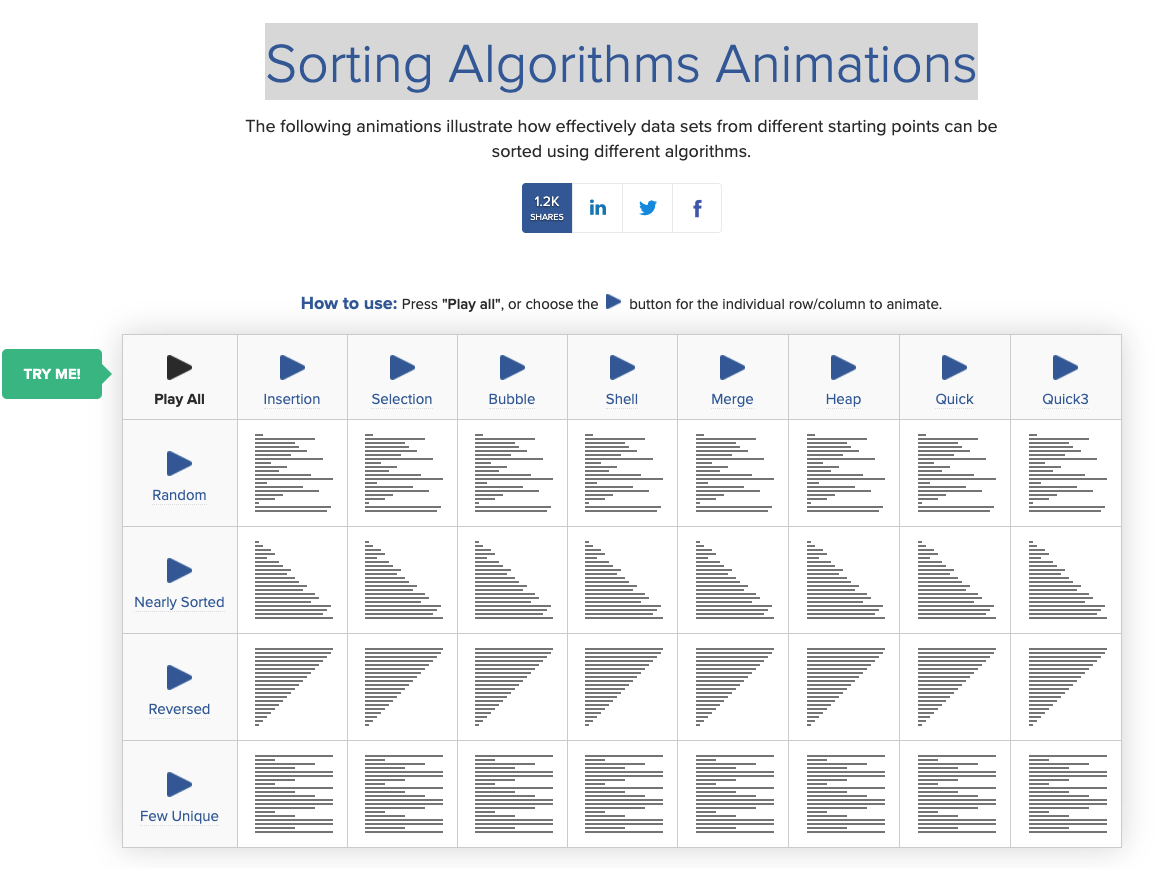 Sorting Algorithms Animations
The following animations illustrate how effectively data sets from different starting points can be
sorted using different algorithms.
1.2K
SHARES
in
f
How to use: Press "Play all", or choose the button for the individual row/column to animate.
TRY ME!
Play All Insertion Selection Bubble Shell Merge Heap Quick Quick3
Random
Nearly Sorted
Reversed
Few Unique